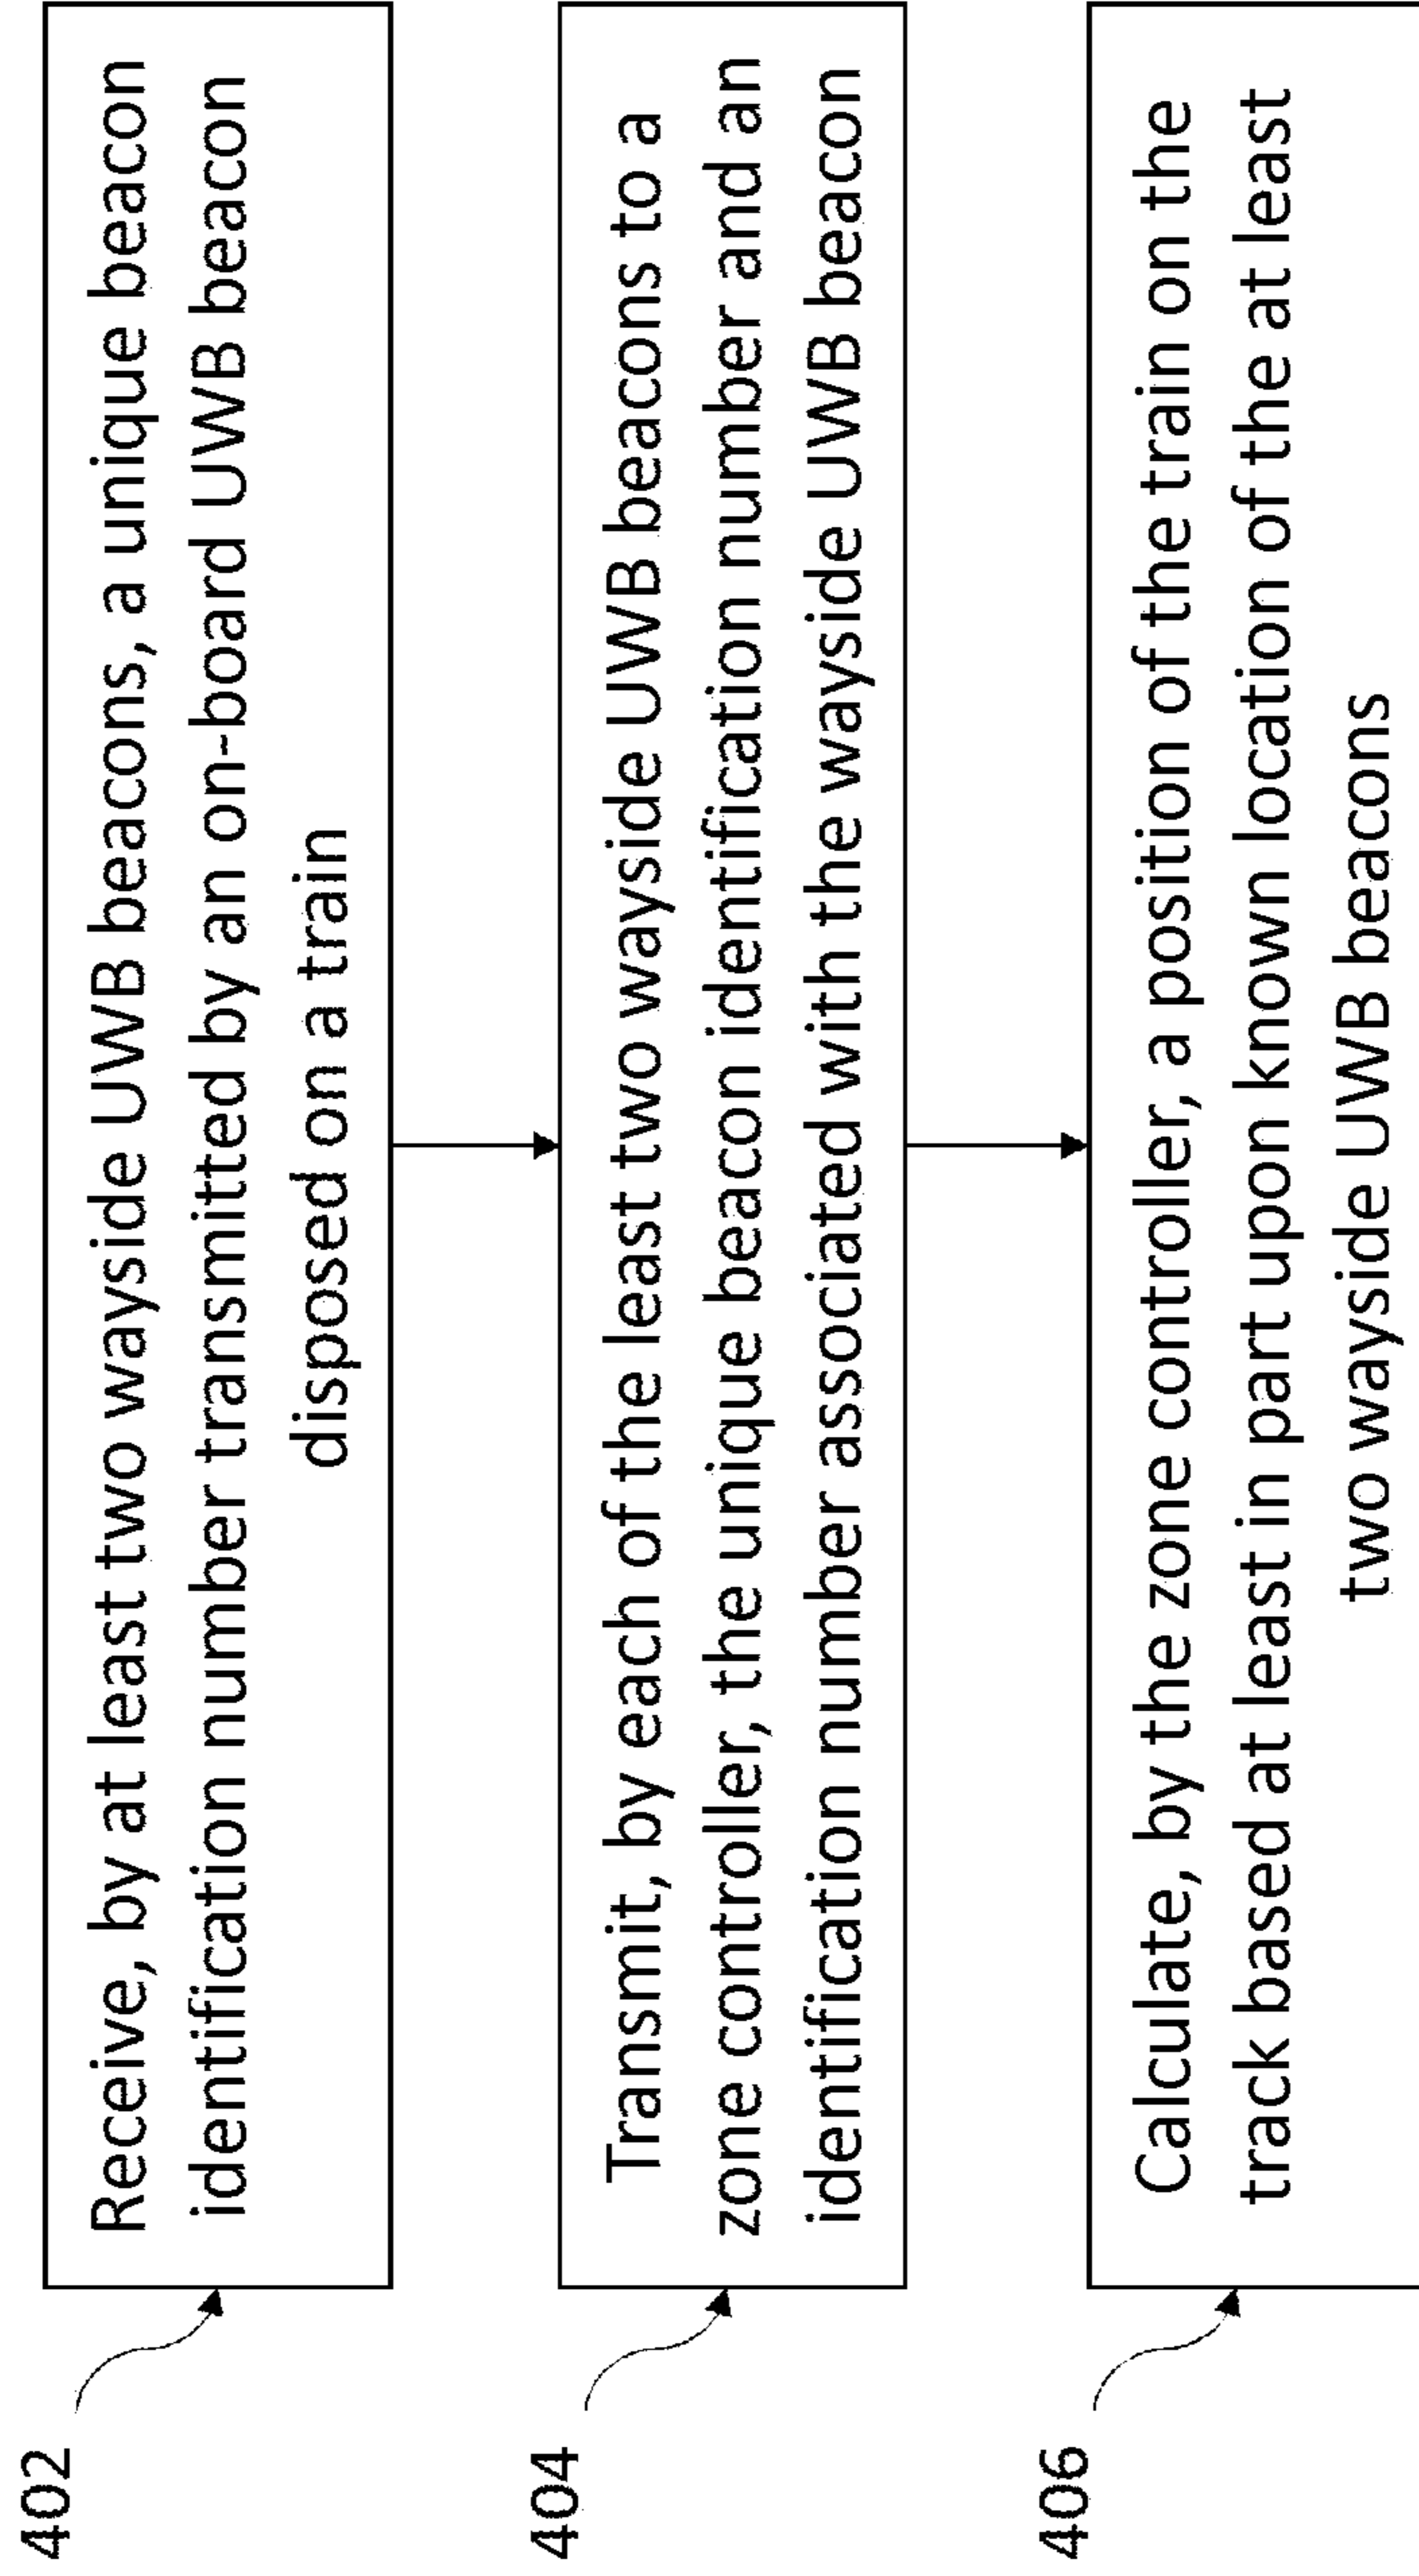 402
Receive, by at least two wayside UWB beacons, a unique beacon
identification number transmitted by an on-board UWB beacon
disposed on a train
404
Transmit, by each of the least two wayside UWB beacons to a
zone controller, the unique beacon identification number and an
identification number associated with the wayside UWB beacon
406
Calculate, by the zone controller, a position of the train on the
track based at least in part upon known location of the at least
two wayside UWB beacons